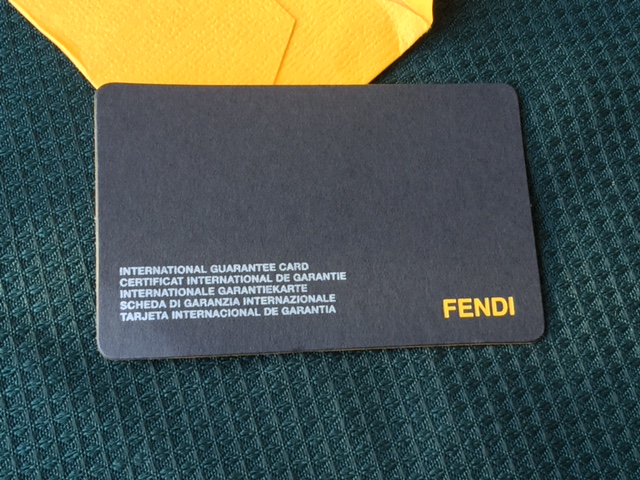 INTERNATIONAL GUARANTEE CARD
CERTIFICAT INTERNATIONAL DE GARANTIE
INTERNATIONALE GARANTIEKARTE
SCHEDA DI GARANZIA INTERNAZIONALE
TARJETA INTERNACIONAL DE GARANTIA
FENDI